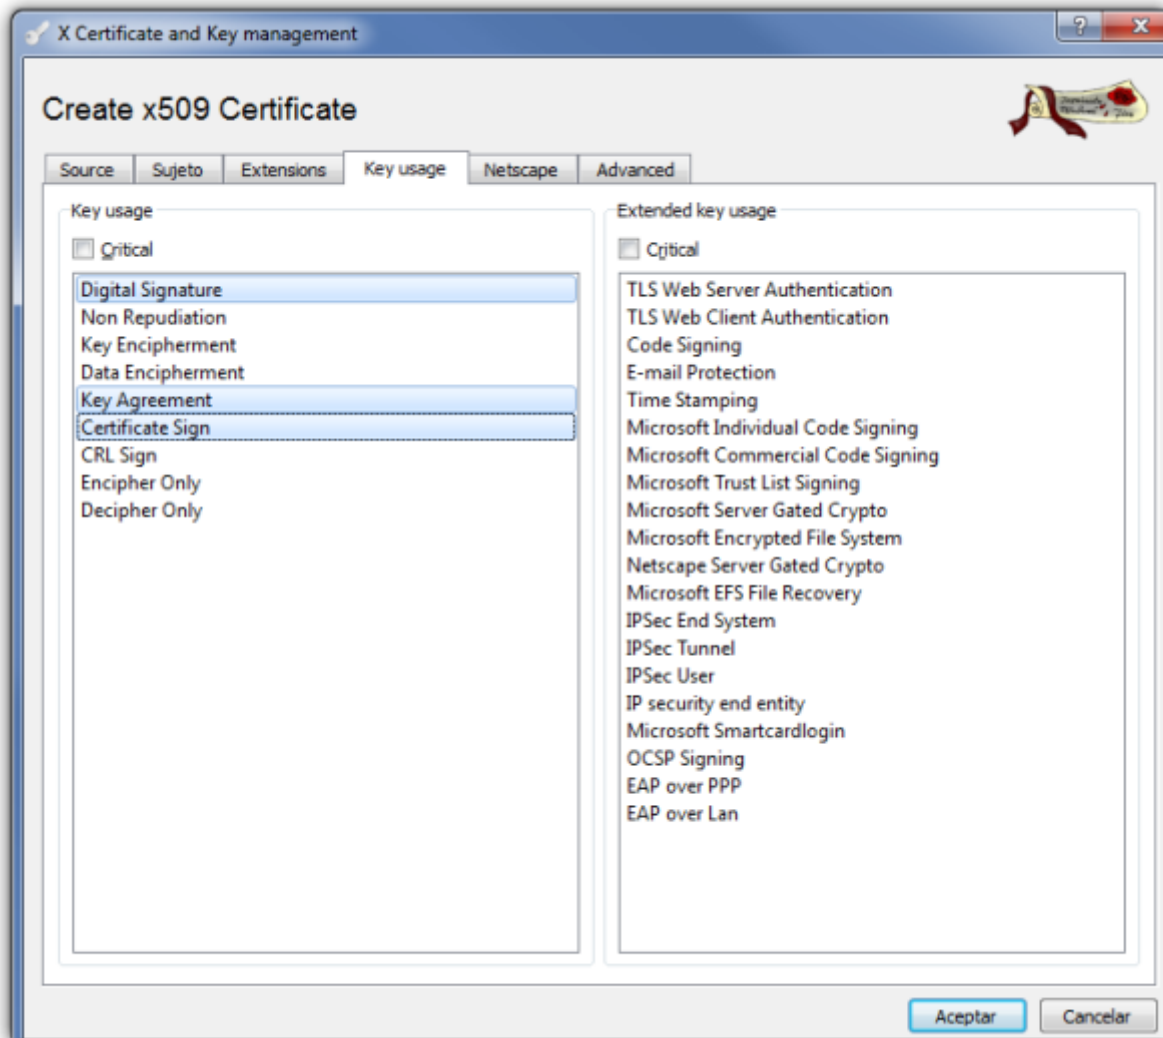 X Certificate and Key management
Create x509 Certificate
Source Sujeto Extensions Key usage Netscape Advanced
Key usage
Critical
Digital Signature
Non Repudiation
Key Encipherment
Data Encipherment
Key Agreement
Certificate Sign
CRL Sign
Encipher Only
Decipher Only
Extended key usage
Critical
TLS Web Server Authentication
TLS Web Client Authentication
Code Signing
E-mail Protection
Time Stamping
Microsoft Individual Code Signing
Microsoft Commercial Code Signing
Microsoft Trust List Signing
Microsoft Server Gated Crypto
Microsoft Encrypted File System
Netscape Server Gated Crypto
Microsoft EFS File Recovery
IPSec End System
IPSec Tunnel
IPSec User
IP security end entity
Microsoft Smartcardlogin
OCSP Signing
EAP over PPP
EAP over Lan
Aceptar Cancelar